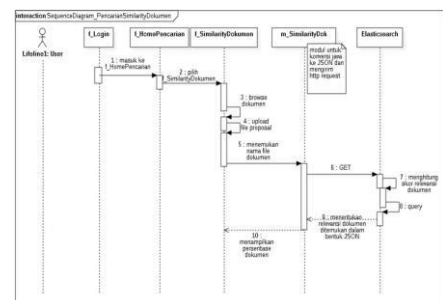 interaction SequenceDiagram_PencarianSimilarityDokumen
Lifeline1: User
f_Login
f_HomePencarian
f_SimilarityDokumen
m_SimilarityDok
Elasticsearch
modul untuk
konversi java
ke JSON dan
mengirim
http request
1 : masuk ke
f_HomePencarian
2 : pilih
SimilarityDokumen
3 : browse
dokumen
4 : upload
file proposal
5 :
menemukan
nama file
dokumen
6 : GET
7 : menghitung
skor relevansi
dokumen
8 : query
9 : menentukan
relevansi dokumen
ditemukan dalam
bentuk JSON
10 :
menampilkan
persentase
dokumen